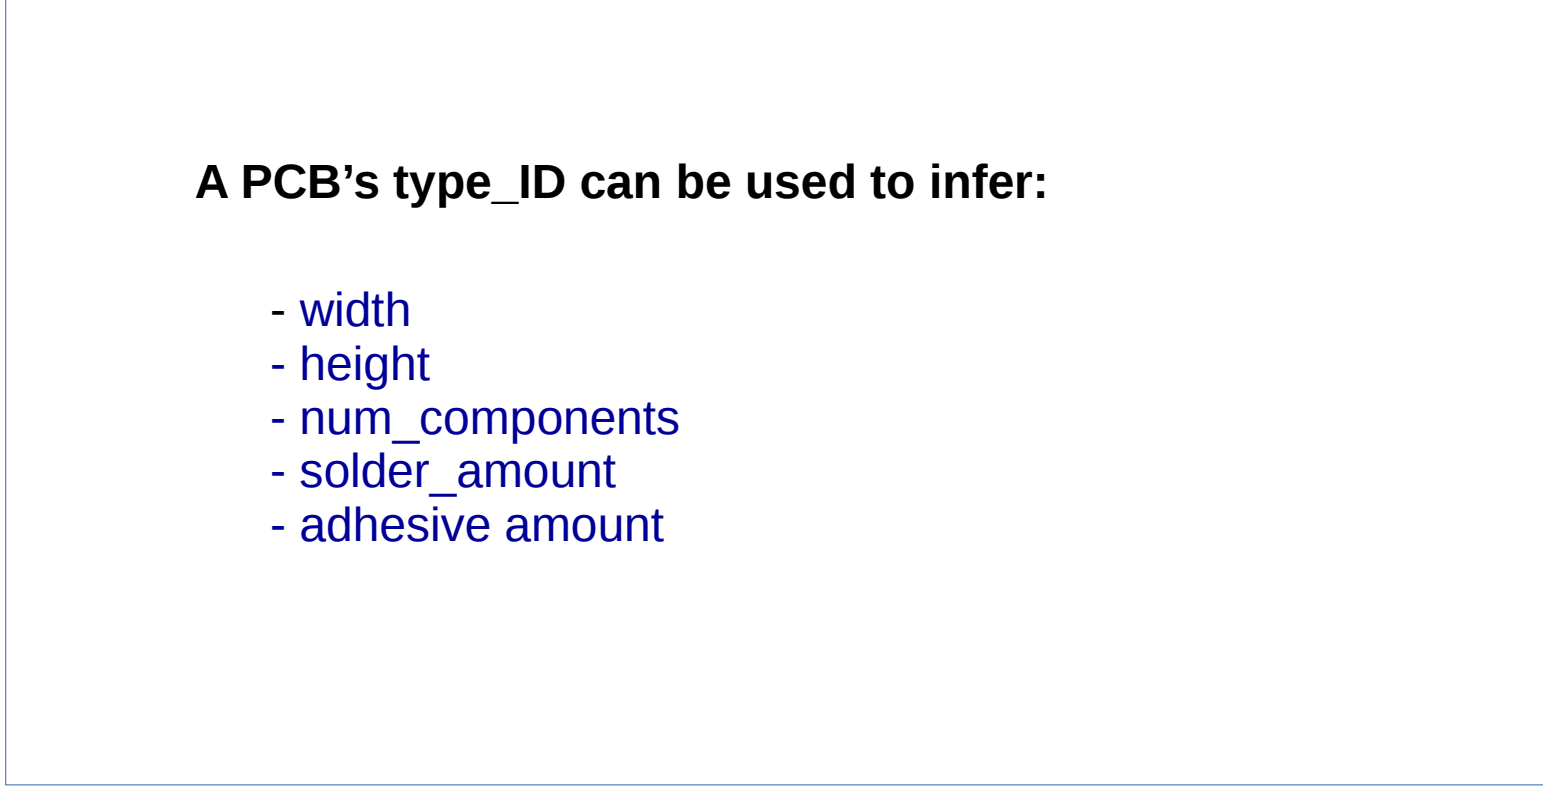 A PCB’s type_ID can be used to infer:
- width
- height
- num_components
- solder_amount
- adhesive amount